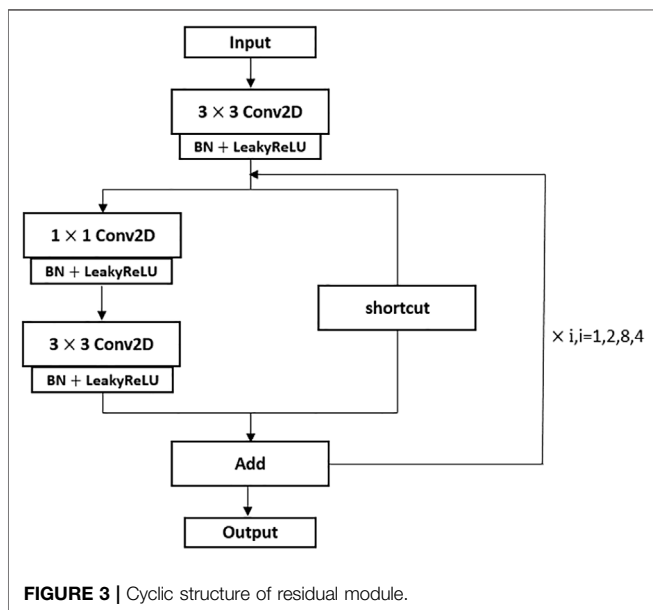 Input
3 × 3 Conv2D
BN + LeakyReLU
1 × 1 Conv2D
BN + LeakyReLU
shortcut
3 × 3 Conv2D
BN + LeakyReLU
× i,i=1,2,8,4
Add
Output
FIGURE 3 | Cyclic structure of residual module.